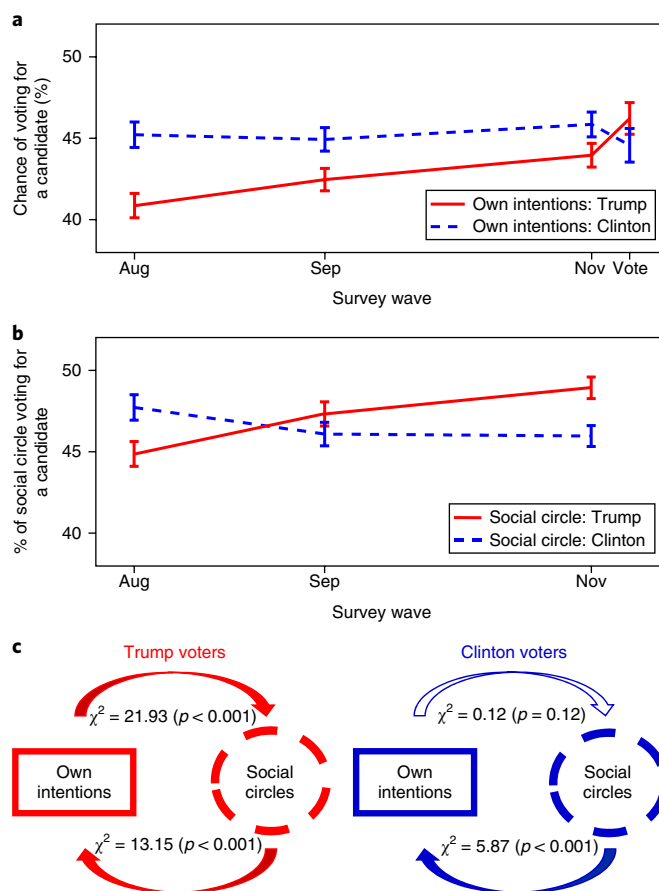 a
Chance of voting for
a candidate (%)
50
45
40
Own intentions: Trump
Own intentions: Clinton
Aug
Sep
Nov
Vote
Survey wave
b
% of social circle voting for
a candidate
50
45
40
Social circle: Trump
Social circle: Clinton
Aug
Sep
Nov
Survey wave
c
Trump voters
Clinton voters
χ² = 21.93 (p < 0.001)
χ² = 0.12 (p = 0.12)
Own
intentions
Social
circles
Own
intentions
Social
circles
χ² = 13.15 (p < 0.001)
χ² = 5.87 (p < 0.001)